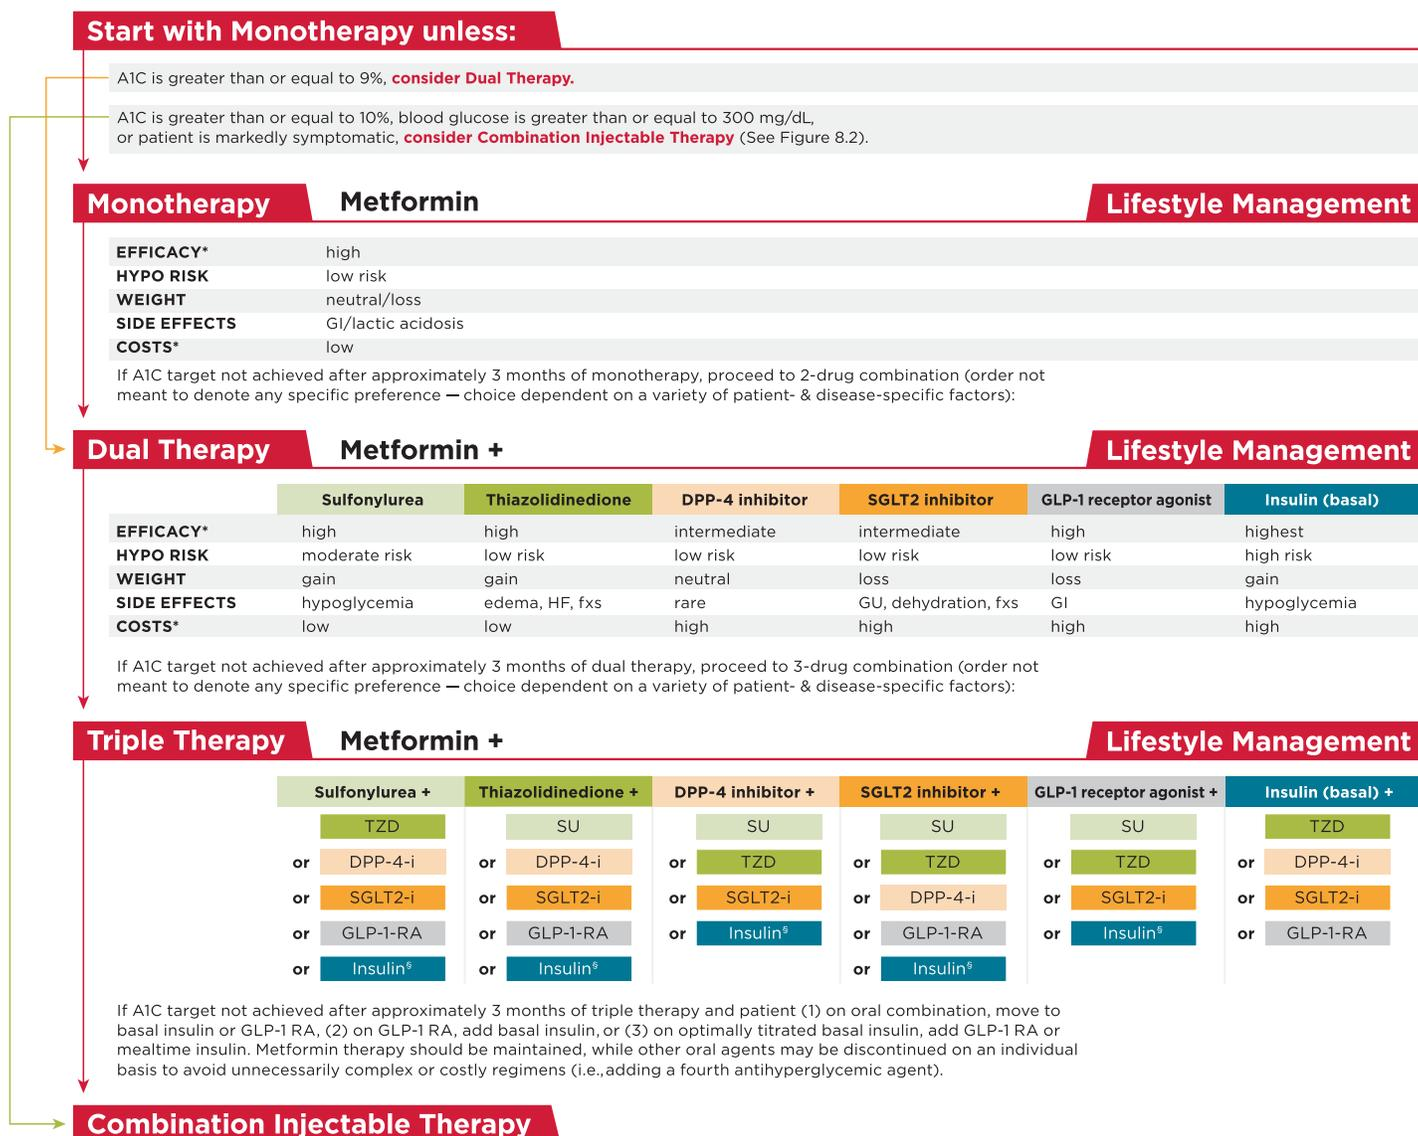 Start with Monotherapy unless:
A1C is greater than or equal to 9%, consider Dual Therapy.
A1C is greater than or equal to 10%, blood glucose is greater than or equal to 300 mg/dL,
or patient is markedly symptomatic, consider Combination Injectable Therapy (See Figure 8.2).
Monotherapy Metformin Lifestyle Management
EFFICACY* high
HYPO RISK low risk
WEIGHT neutral/loss
SIDE EFFECTS GI/lactic acidosis
COSTS* low
If A1C target not achieved after approximately 3 months of monotherapy, proceed to 2-drug combination (order not
meant to denote any specific preference — choice dependent on a variety of patient- & disease-specific factors):
Dual Therapy Metformin + Lifestyle Management
Sulfonylurea Thiazolidinedione DPP-4 inhibitor SGLT2 inhibitor GLP-1 receptor agonist Insulin (basal)
EFFICACY* high high intermediate intermediate high highest
HYPO RISK moderate risk low risk low risk low risk low risk high risk
WEIGHT gain gain neutral loss loss gain
SIDE EFFECTS hypoglycemia edema, HF, fxs rare GU, dehydration, fxs GI hypoglycemia
COSTS* low low high high high high
If A1C target not achieved after approximately 3 months of dual therapy, proceed to 3-drug combination (order not
meant to denote any specific preference — choice dependent on a variety of patient- & disease-specific factors):
Triple Therapy Metformin + Lifestyle Management
Sulfonylurea + Thiazolidinedione + DPP-4 inhibitor + SGLT2 inhibitor + GLP-1 receptor agonist + Insulin (basal) +
TZD SU SU SU SU TZD
or DPP-4-i or DPP-4-i or TZD or TZD or TZD or DPP-4-i
or SGLT2-i or SGLT2-i or SGLT2-i or DPP-4-i or SGLT2-i or SGLT2-i
or GLP-1-RA or GLP-1-RA or Insulin§ or GLP-1-RA or Insulin§ or GLP-1-RA
or Insulin§ or Insulin§ or Insulin§
If A1C target not achieved after approximately 3 months of triple therapy and patient (1) on oral combination, move to
basal insulin or GLP-1 RA, (2) on GLP-1 RA, add basal insulin, or (3) on optimally titrated basal insulin, add GLP-1 RA or
mealtime insulin. Metformin therapy should be maintained, while other oral agents may be discontinued on an individual
basis to avoid unnecessarily complex or costly regimens (i.e., adding a fourth antihyperglycemic agent).
Combination Injectable Therapy